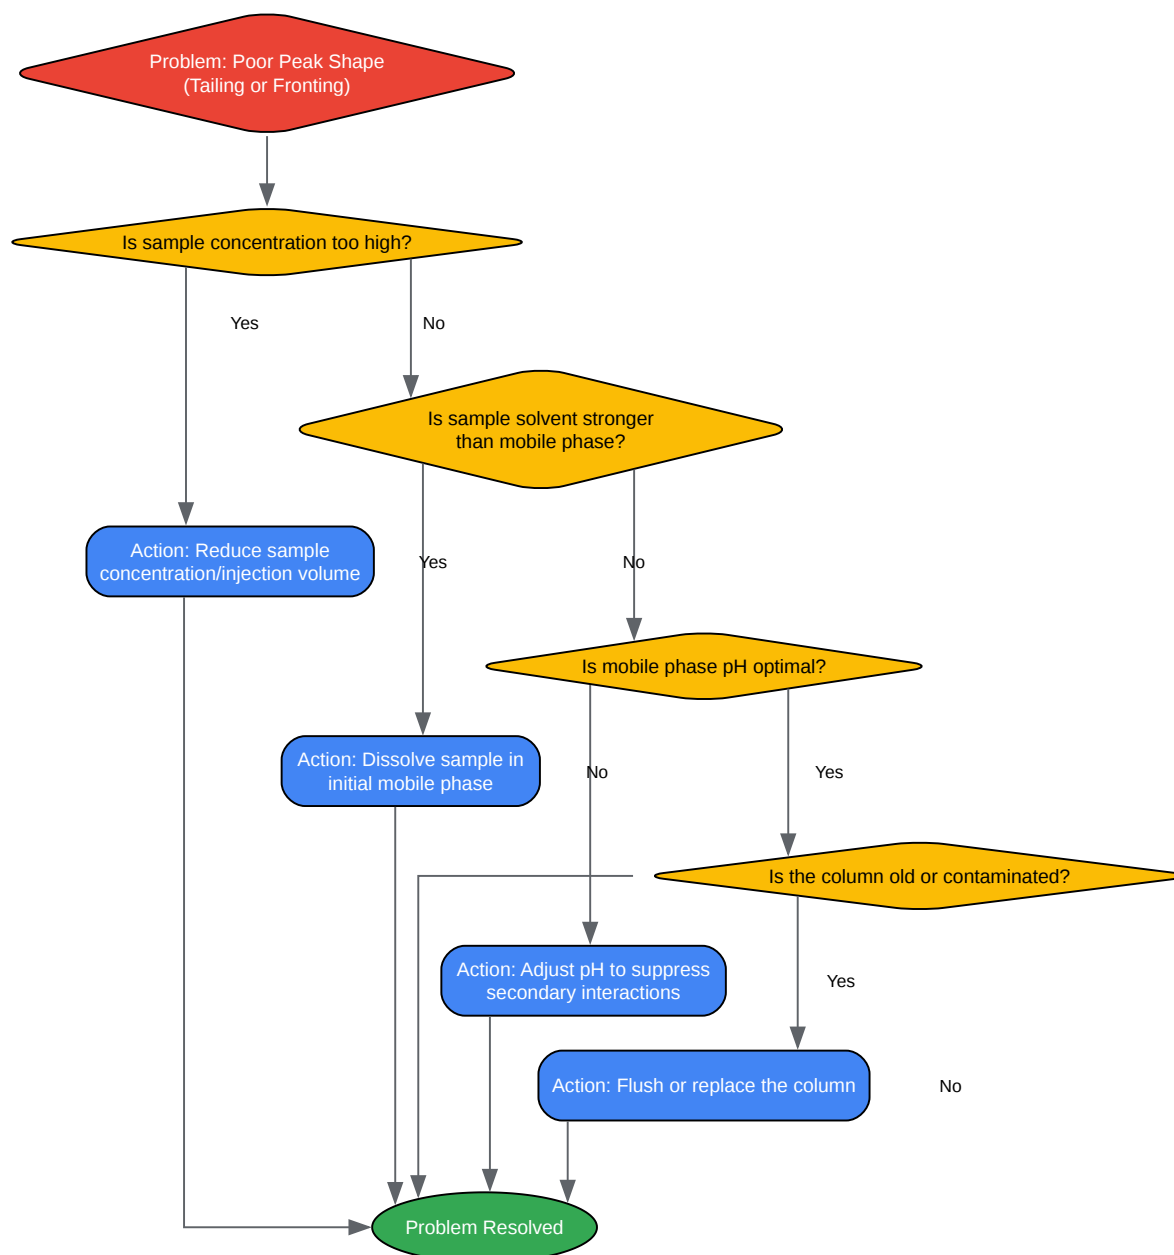 Problem: Poor Peak Shape
(Tailing or Fronting)
Is sample concentration too high?
Yes
No
Is sample solvent stronger
than mobile phase?
Action: Reduce sample
concentration/injection volume
Yes
No
Is mobile phase pH optimal?
Action: Dissolve sample in
initial mobile phase
No
Yes
Is the column old or contaminated?
Action: Adjust pH to suppress
secondary interactions
Yes
Action: Flush or replace the column
No
Problem Resolved